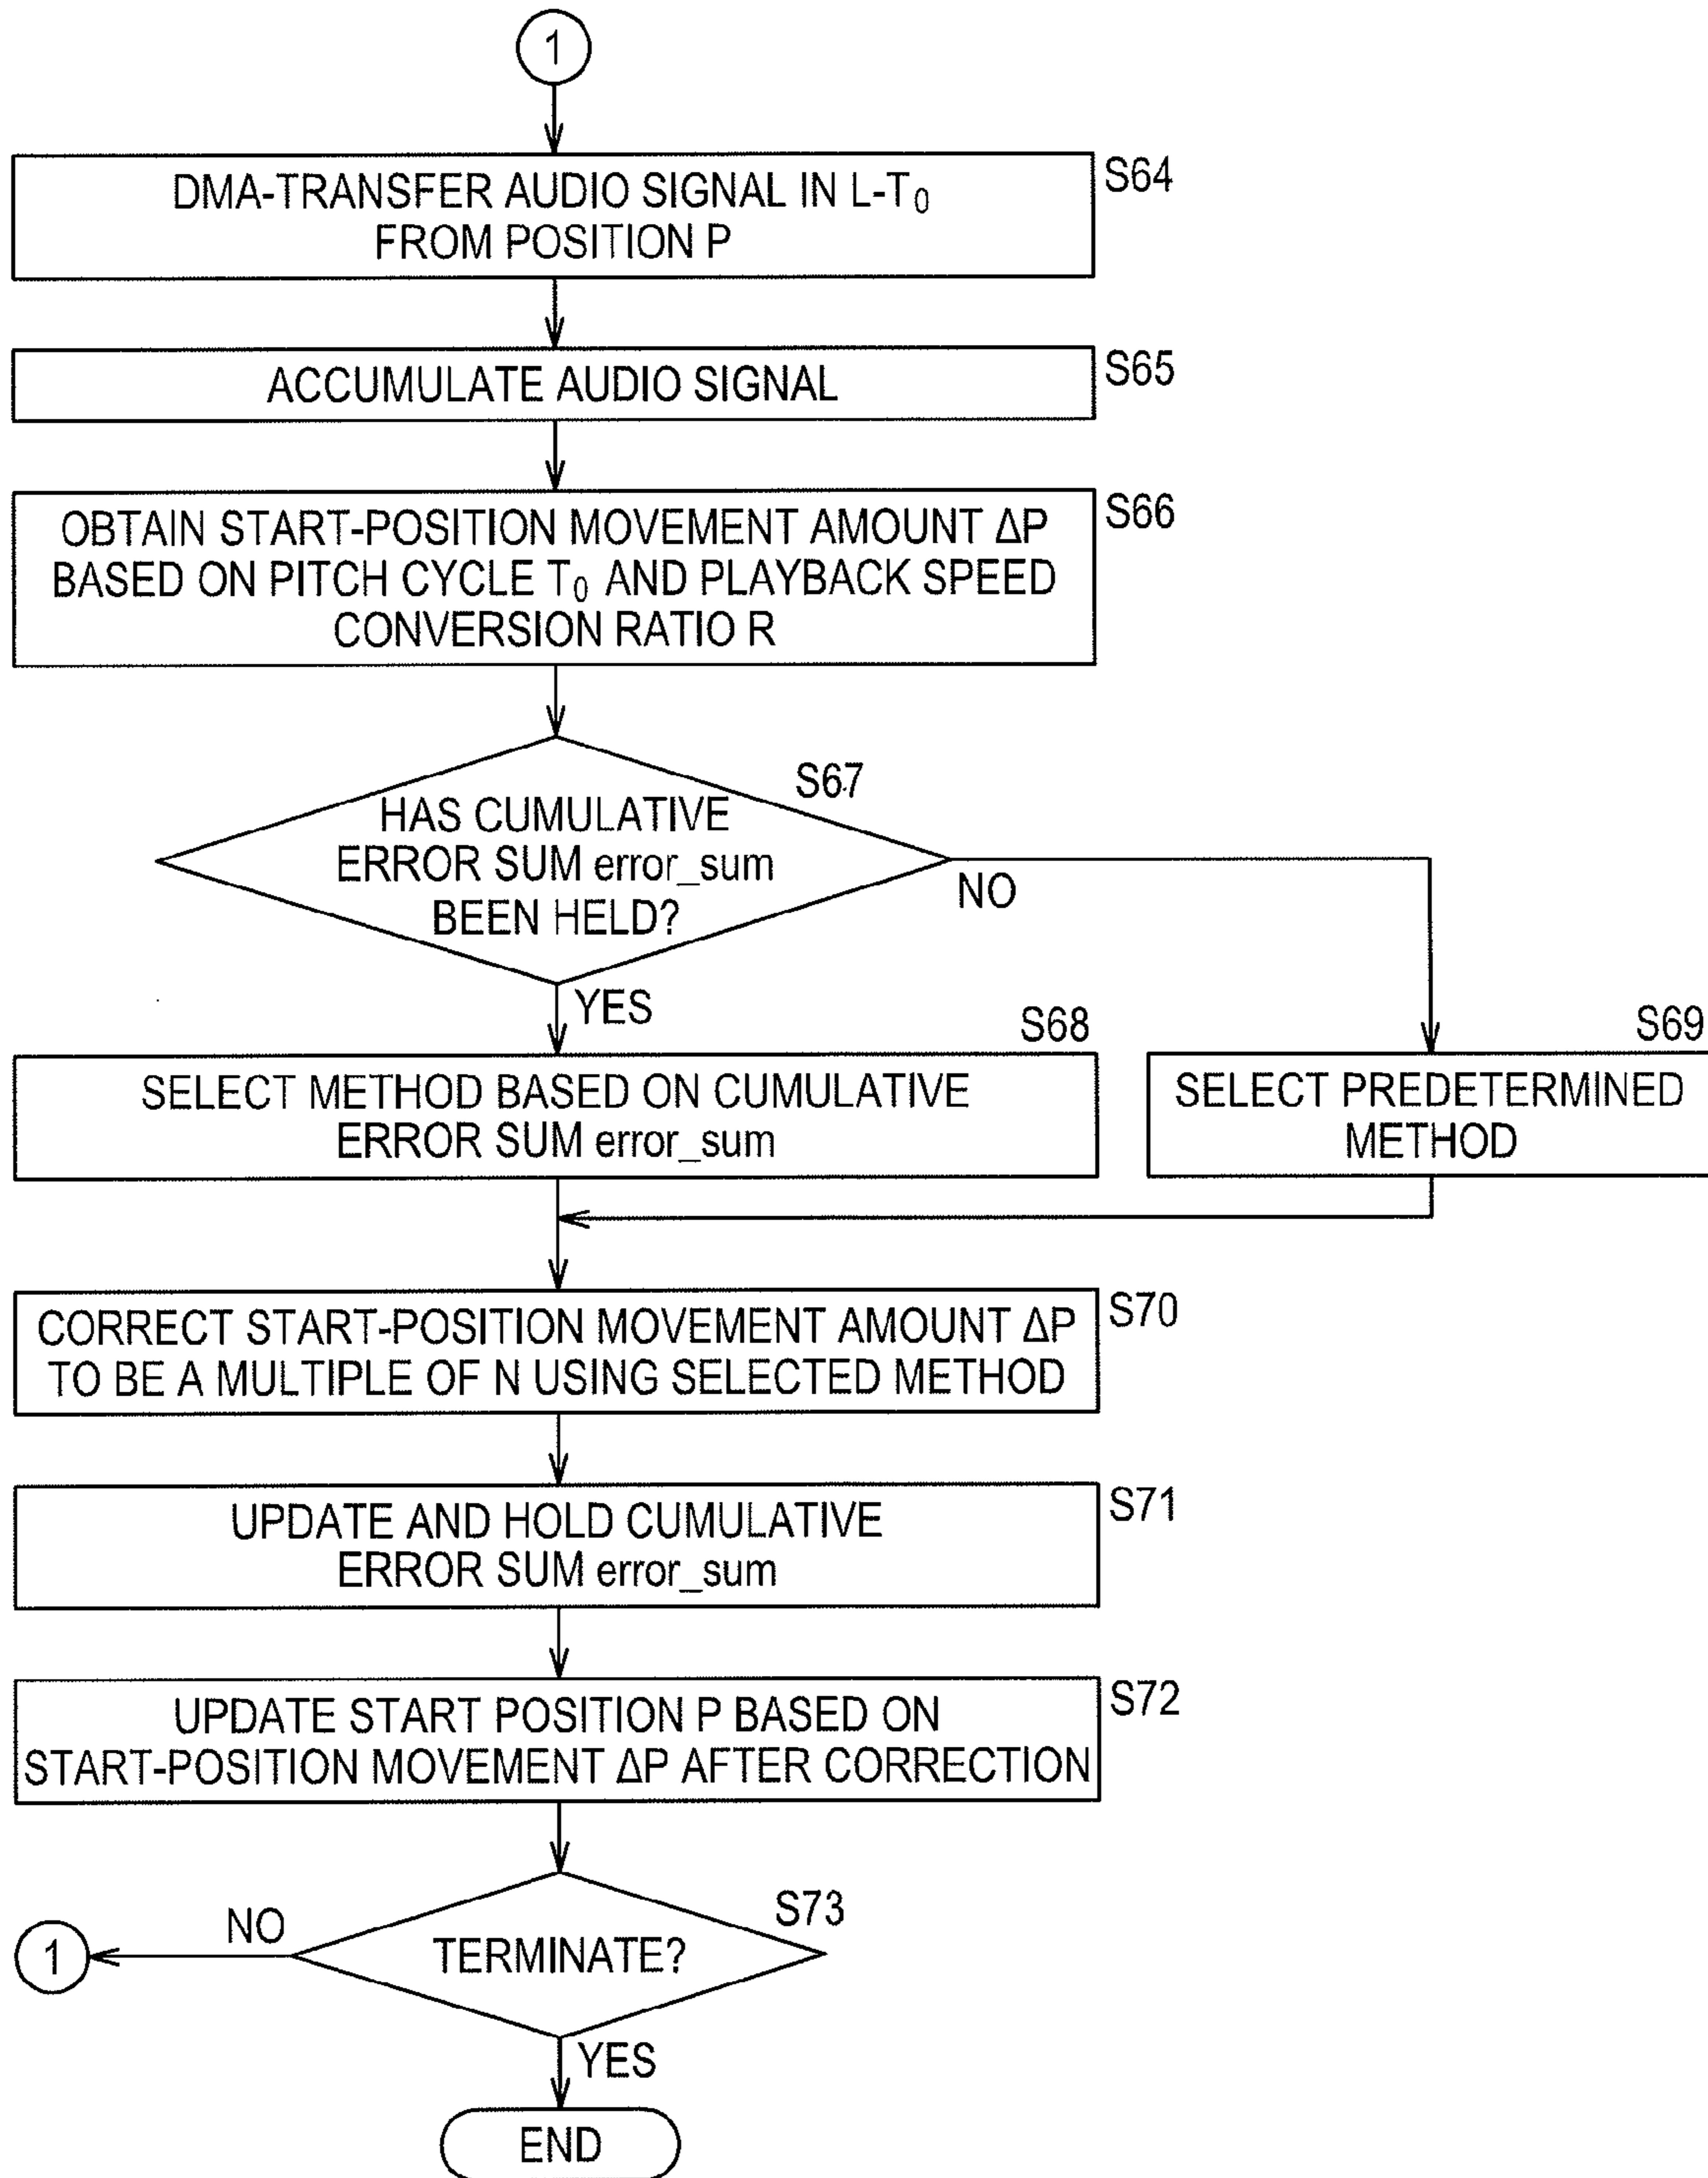 1
DMA-TRANSFER AUDIO SIGNAL IN L-T₀
FROM POSITION P
S64
ACCUMULATE AUDIO SIGNAL
S65
OBTAIN START-POSITION MOVEMENT AMOUNT ΔP
BASED ON PITCH CYCLE T₀ AND PLAYBACK SPEED
CONVERSION RATIO R
S66
S67
HAS CUMULATIVE
ERROR SUM error_sum
BEEN HELD?
NO
YES
S68
SELECT METHOD BASED ON CUMULATIVE
ERROR SUM error_sum
S69
SELECT PREDETERMINED
METHOD
CORRECT START-POSITION MOVEMENT AMOUNT ΔP
TO BE A MULTIPLE OF N USING SELECTED METHOD
S70
UPDATE AND HOLD CUMULATIVE
ERROR SUM error_sum
S71
UPDATE START POSITION P BASED ON
START-POSITION MOVEMENT ΔP AFTER CORRECTION
S72
S73
TERMINATE?
NO
1
YES
END